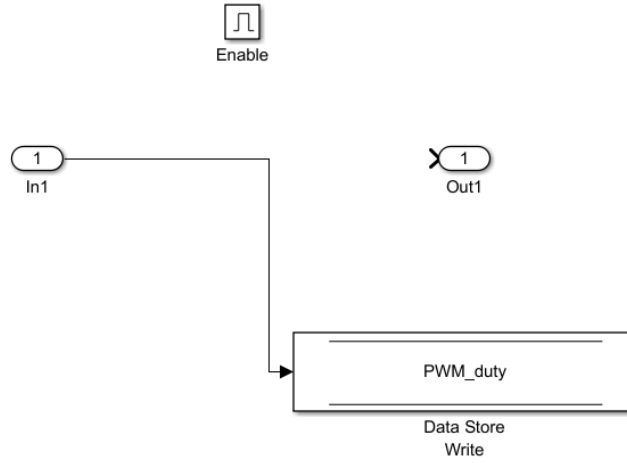 Enable
1
In1
1
Out1
PWM_duty
Data Store
Write